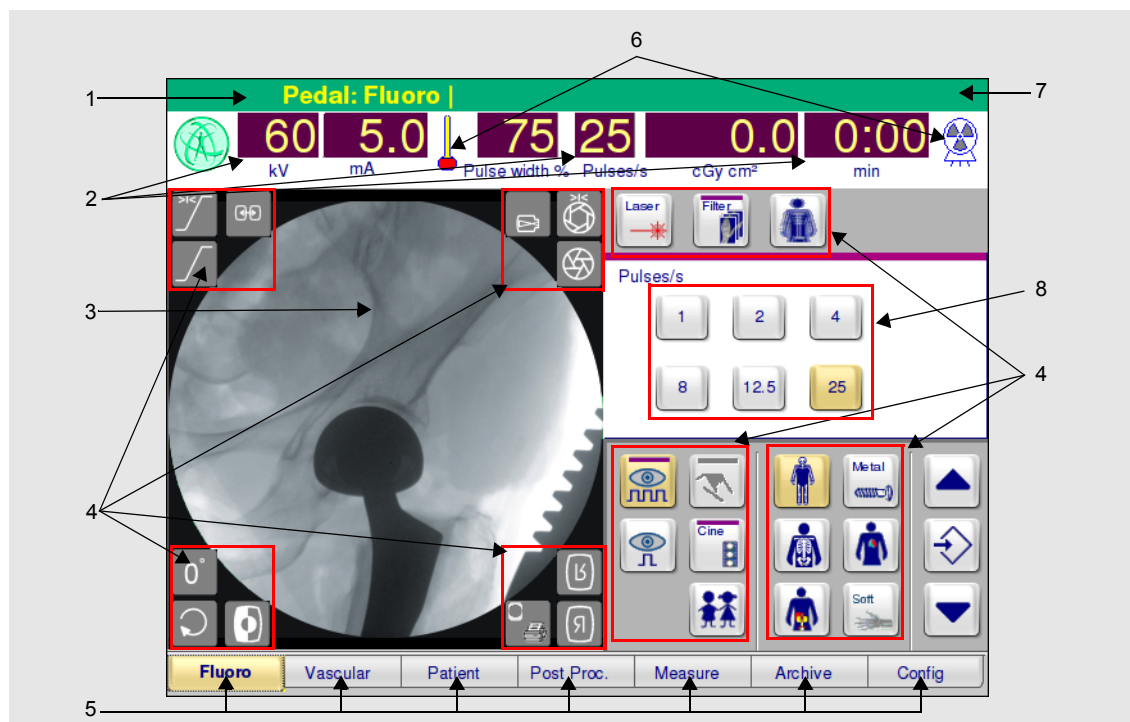 6
1
Pedal: Fluoro |
7
60 5.0 75 25 0.0 0:00
kV mA Pulse width % Pulses/s cGy cm² min
2
>I< >I<
Laser Filter
3
Pulses/s
8
1 2 4
4
8 12.5 25
Metal
4
Cine
0°
R
Soft
R
Fluoro Vascular Patient Post Proc. Measure Archive Config
5